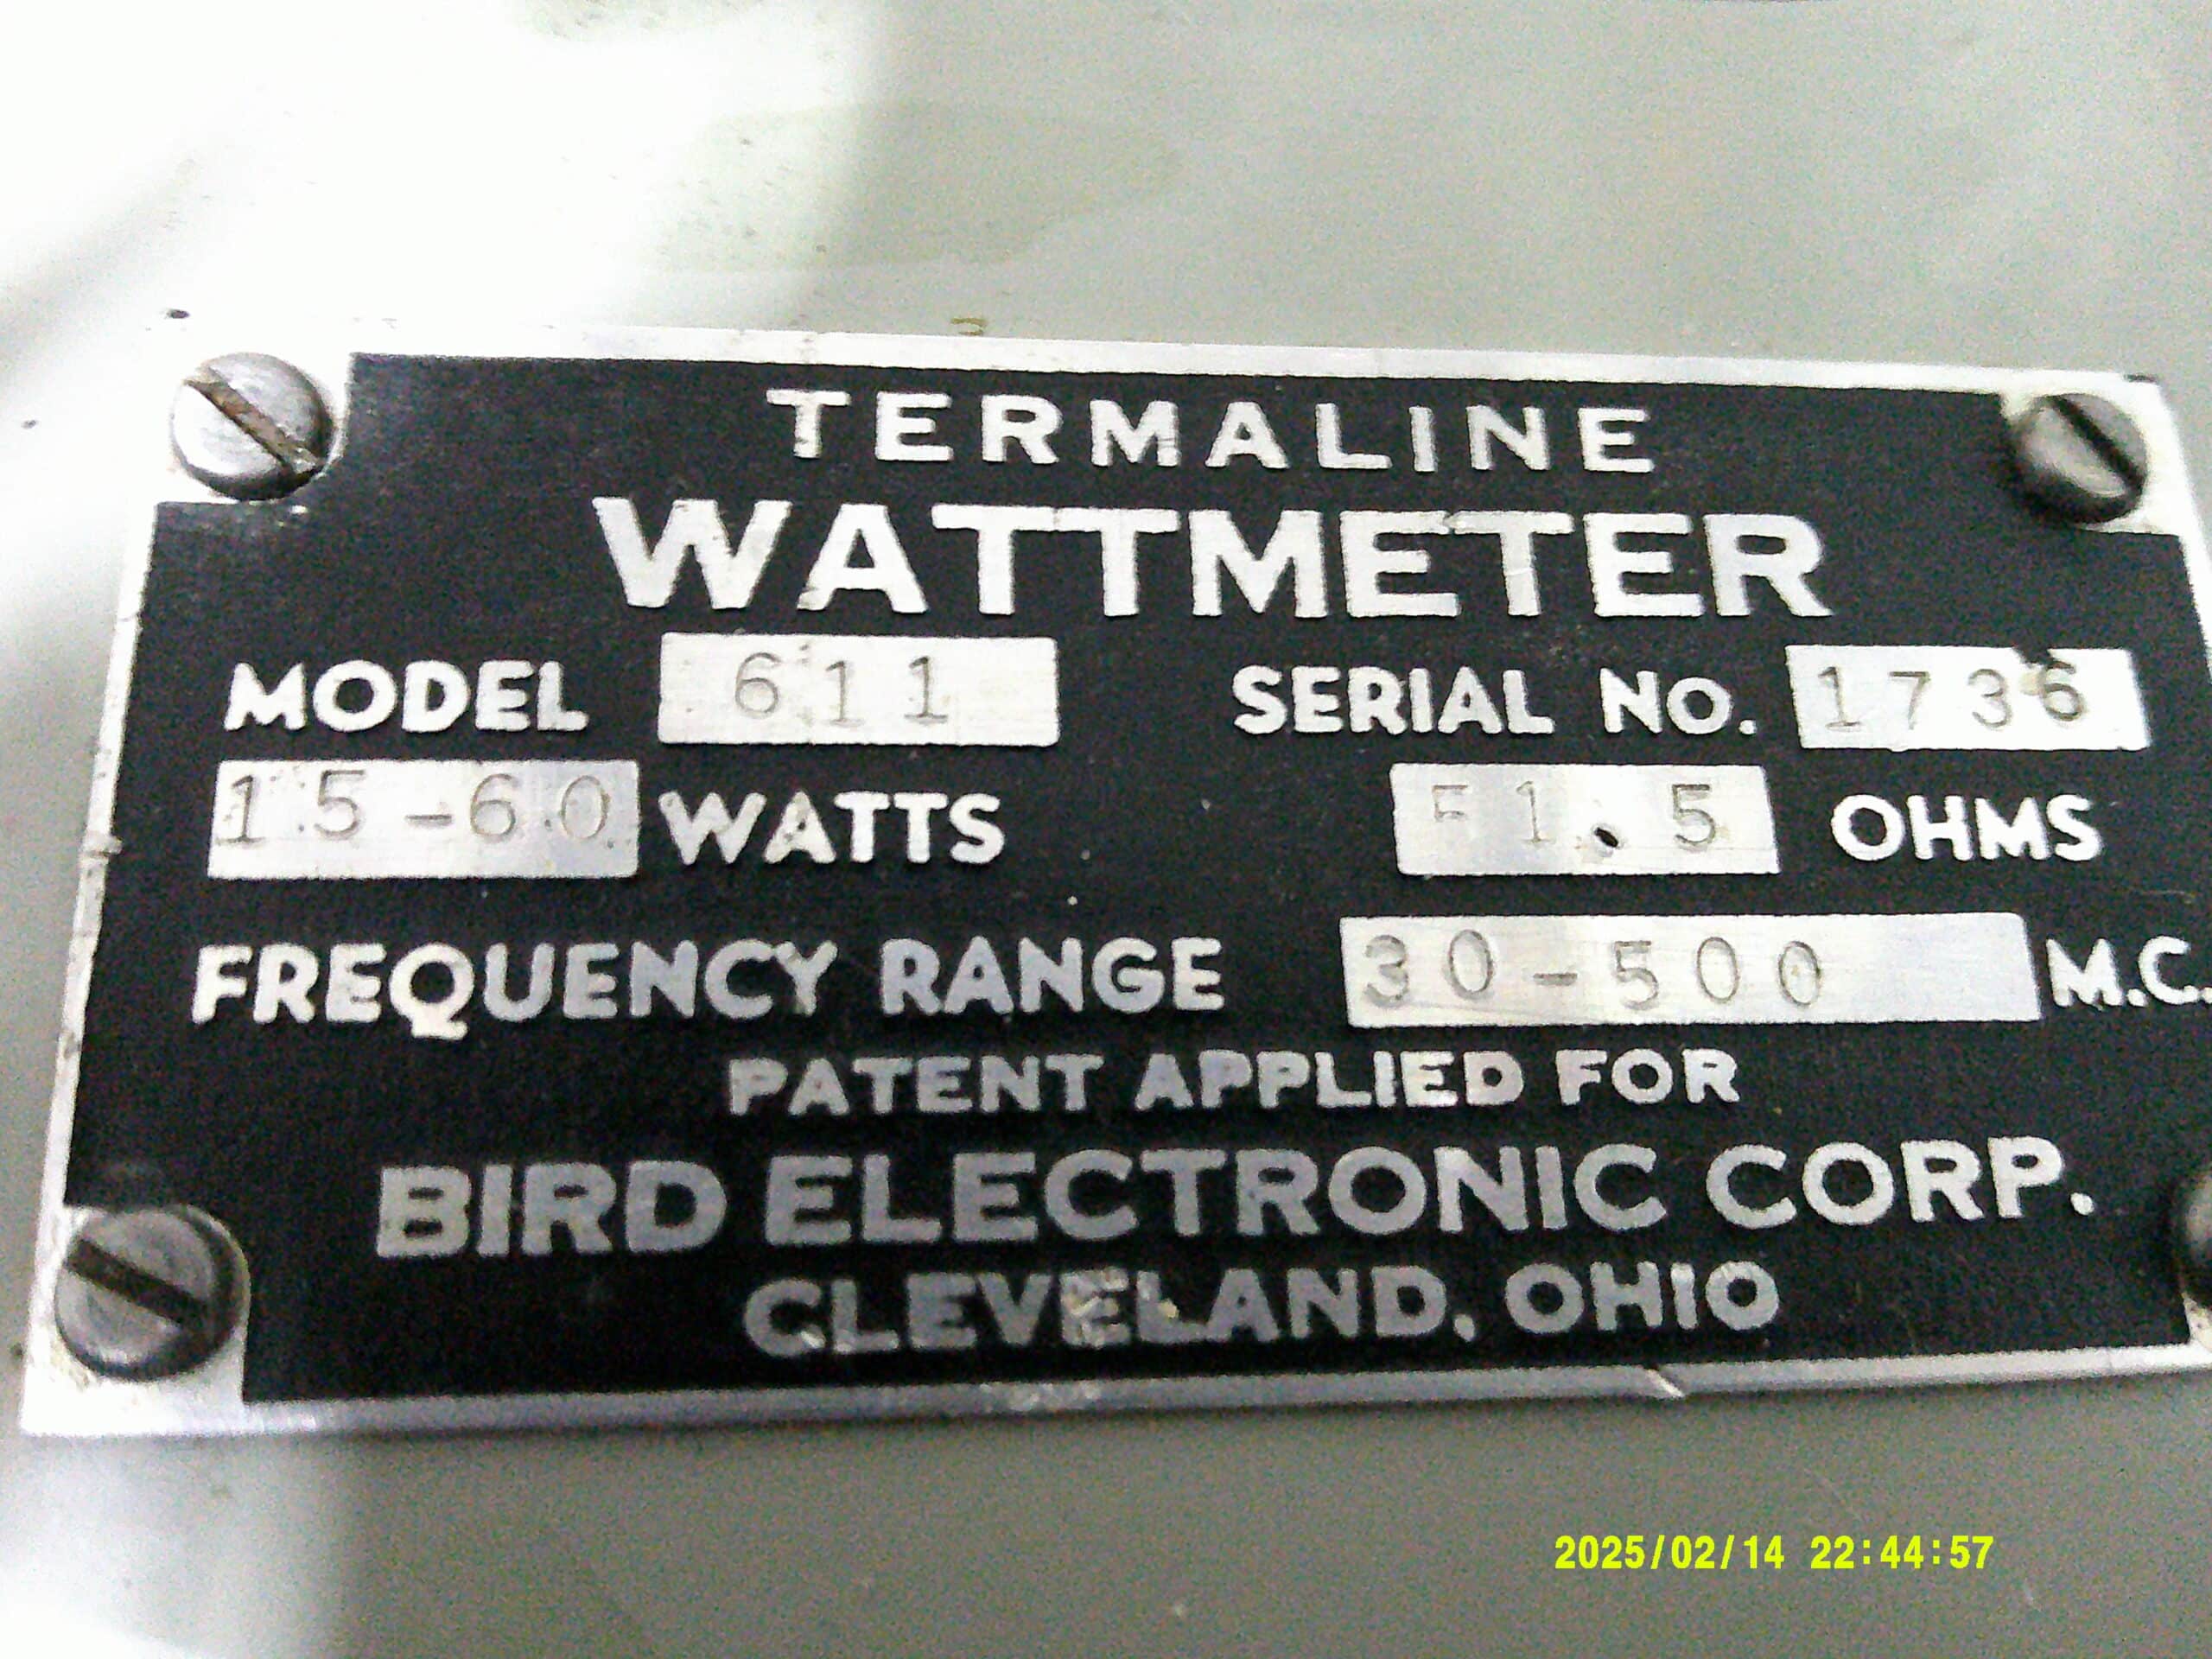 TERMALINE
WATTMETER
MODEL 611 SERIAL NO. 1736
15-60 WATTS 51.5 OHMS
FREQUENCY RANGE 30-500 M.C.
PATENT APPLIED FOR
BIRD ELECTRONIC CORP.
CLEVELAND, OHIO
2025/02/14 22:44:57